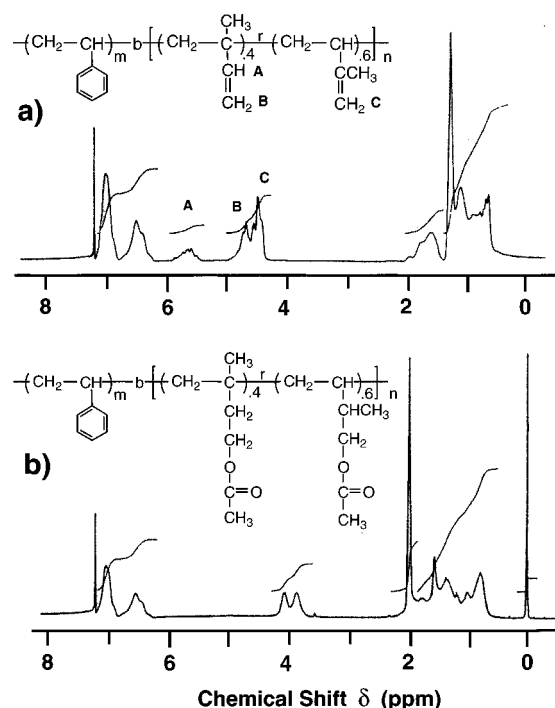 CH₃
—(CH₂—CH)m b [(CH₂—C).4 r (CH₂—CH).6]n
CH A CCH₃
CH₂ B CH₂ C
a)
A
B
C
8 6 4 2 0
CH₃
—(CH₂—CH)m b [(CH₂—C).4 r (CH₂—CH).6]n
CH₂ CHCH₃
CH₂ CH₂
O O
C=O C=O
CH₃ CH₃
b)
8 6 4 2 0
Chemical Shift δ (ppm)